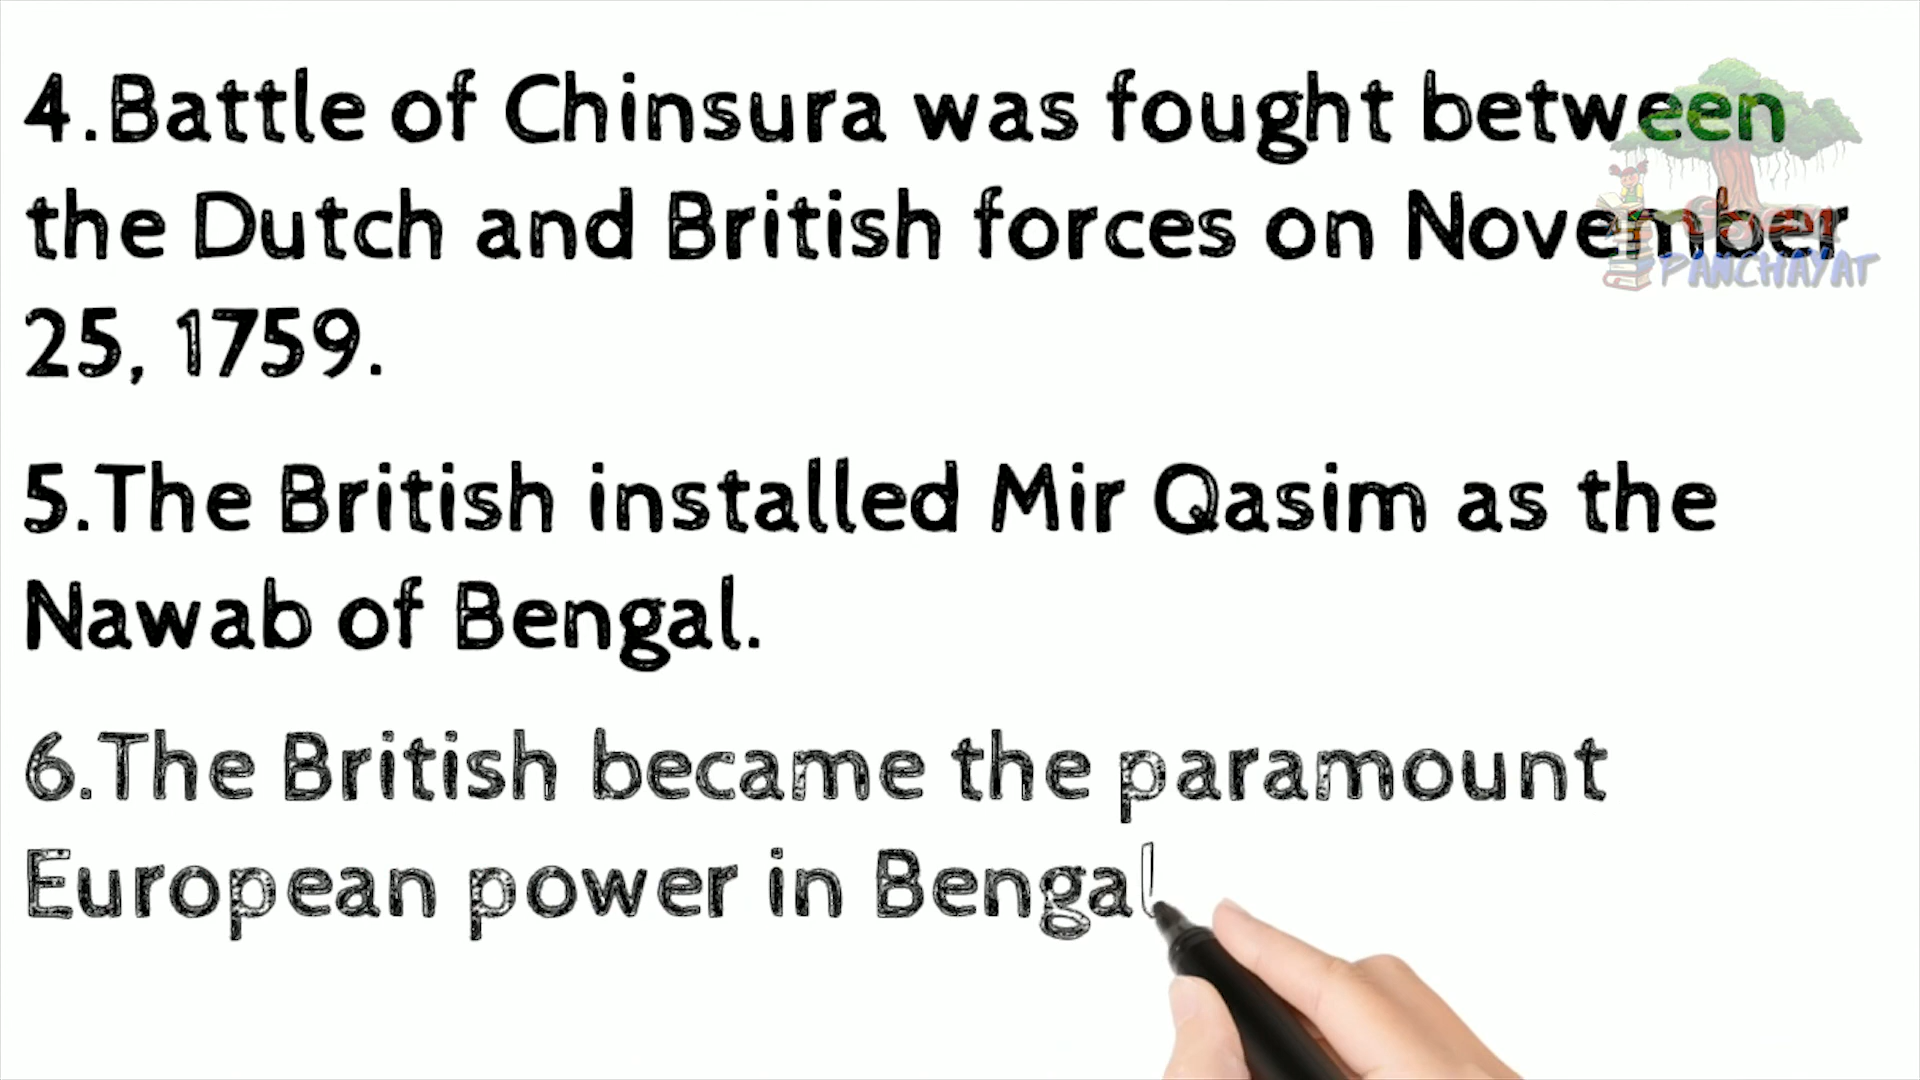 4.Battle of Chinsura was fought between
the Dutch and British forces on November
25, 1759.
5.The British installed Mir Qasim as the
Nawab of Bengal.
6.The British became the paramount
European power in Bengal
PANCHAYAT